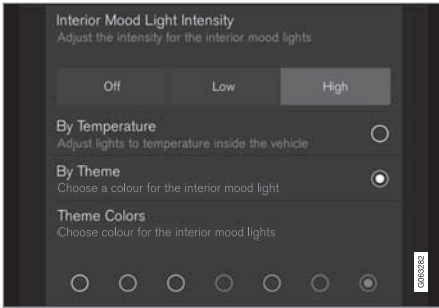 Interior Mood Light Intensity
Adjust the intensity for the interior mood lights
Off Low High
By Temperature
Adjust lights to temperature inside the vehicle
By Theme
Choose a colour for the interior mood light
Theme Colors
Choose colour for the interior mood lights
G063262